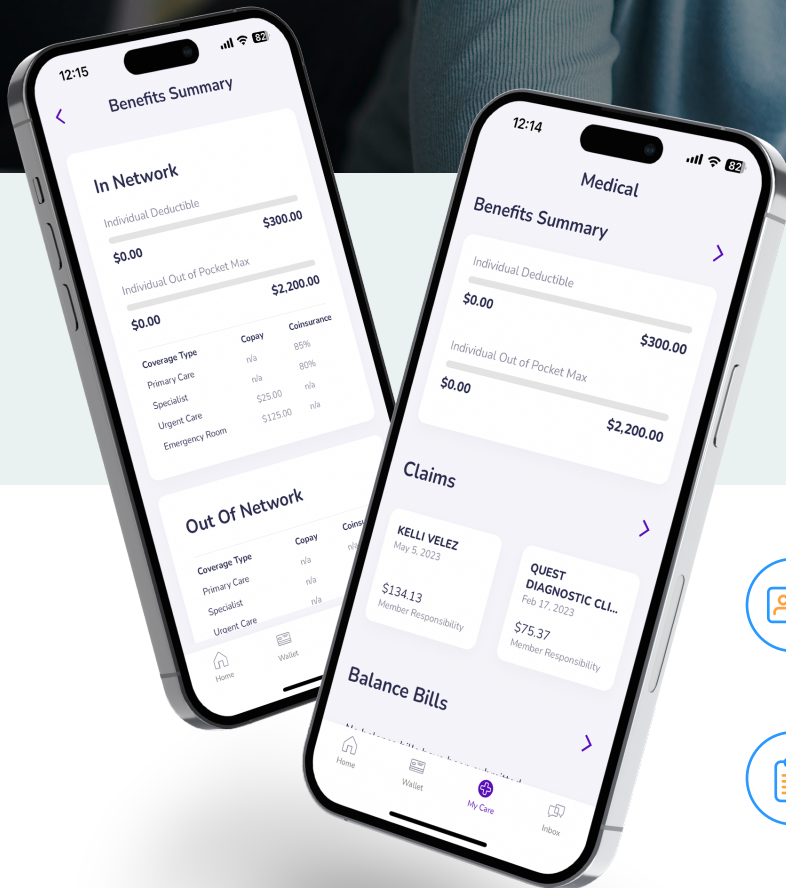 12:15
82
Benefits Summary
In Network
Individual Deductible
$0.00 $300.00
Individual Out of Pocket Max
$0.00 $2,200.00
Coverage Type Copay Coinsurance
Primary Care n/a 85%
Specialist n/a 80%
Urgent Care $25.00 n/a
Emergency Room $125.00 n/a
Out Of Network
Coverage Type Copay
Primary Care n/a
Specialist n/a
Urgent Care n/a
Home Wallet
12:14
82
Medical
Benefits Summary
Individual Deductible
$0.00 $300.00
Individual Out of Pocket Max
$0.00 $2,200.00
Claims
KELLI VELEZ
May 5, 2023
$134.13
Member Responsibility
QUEST
DIAGNOSTIC CLI...
Feb 17, 2023
$75.37
Member Responsibility
Balance Bills
Home Wallet My Care Inbox